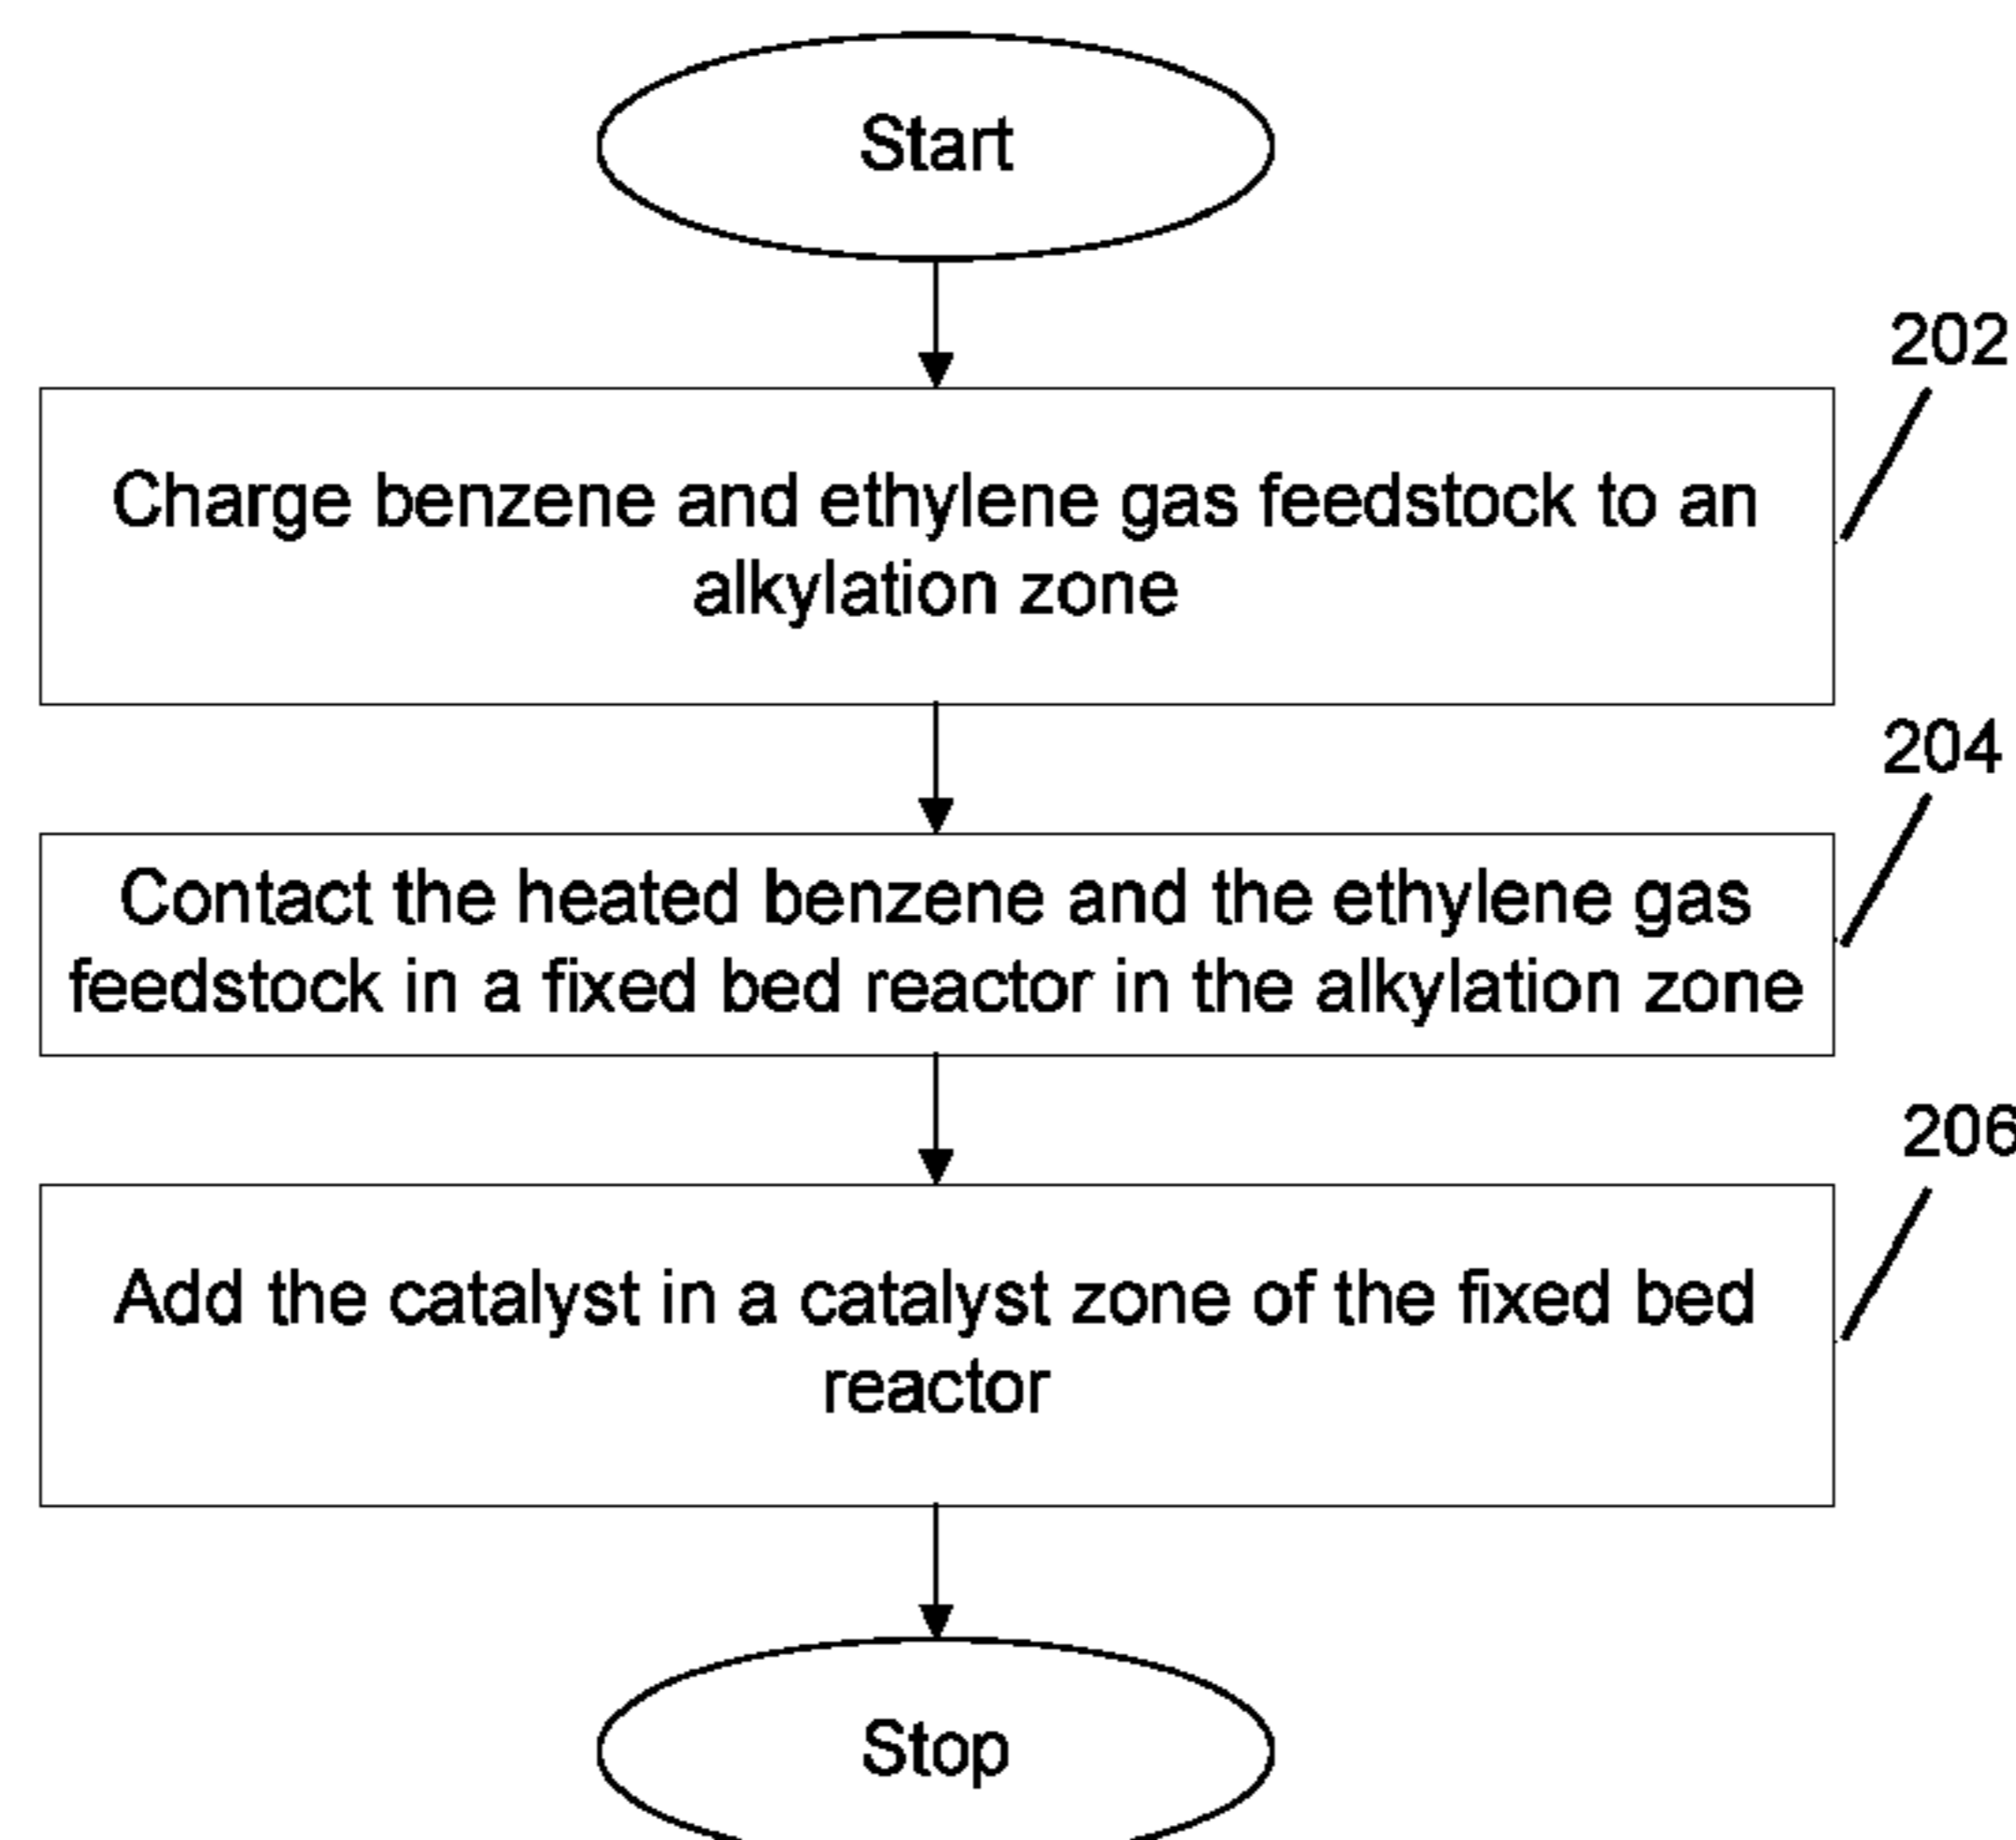 Start
202
Charge benzene and ethylene gas feedstock to an
alkylation zone
204
Contact the heated benzene and the ethylene gas
feedstock in a fixed bed reactor in the alkylation zone
206
Add the catalyst in a catalyst zone of the fixed bed
reactor
Stop